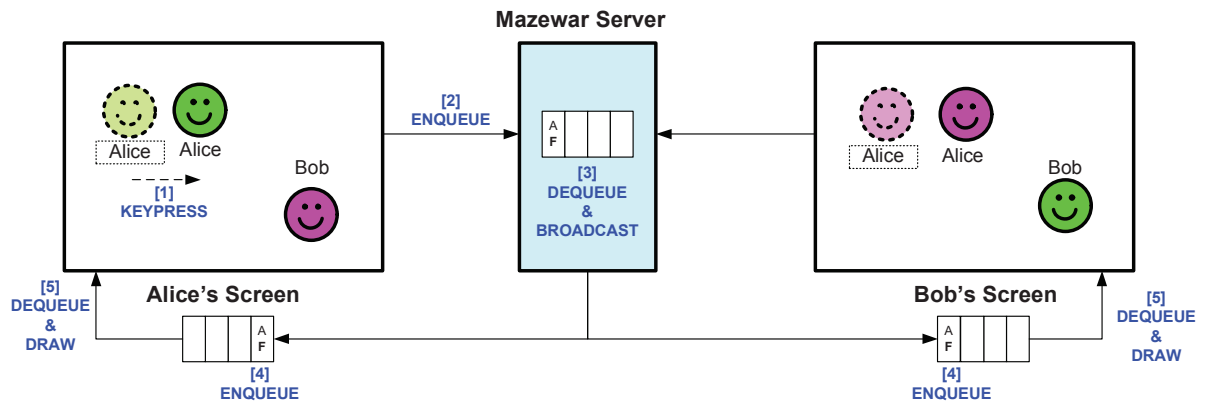 Mazewar Server
Alice
Alice
[1]
KEYPRESS
Bob
[2]
ENQUEUE
A
F
[3]
DEQUEUE
&
BROADCAST
Alice
Alice
[5]
DEQUEUE
&
DRAW
Alice's Screen
A
F
[4]
ENQUEUE
Bob's Screen
A
F
[4]
ENQUEUE
[5]
DEQUEUE
&
DRAW